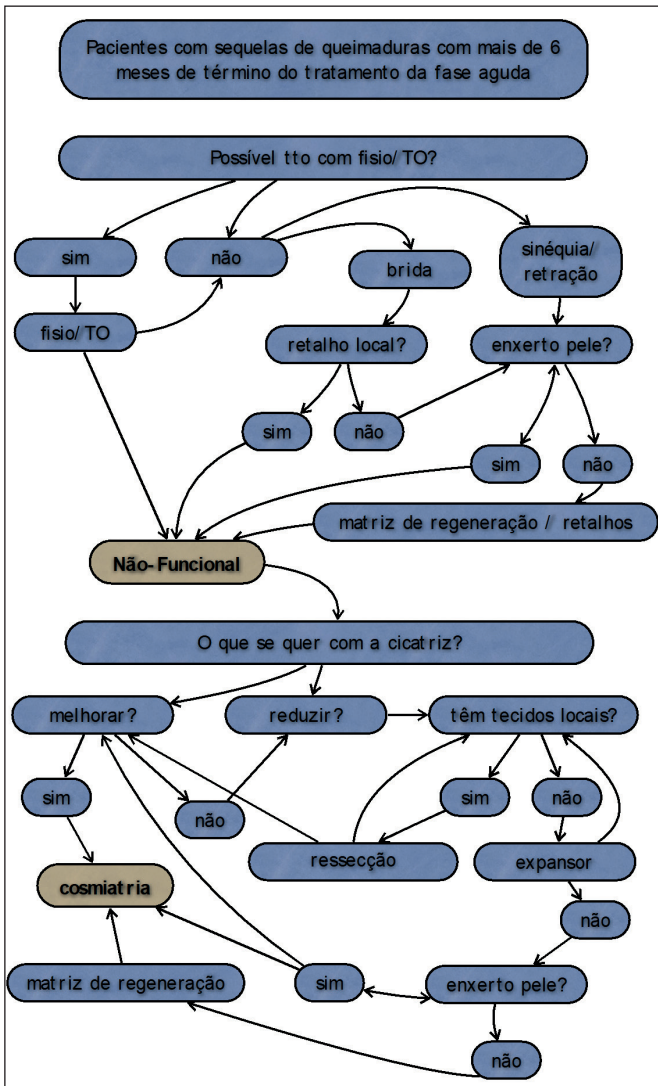 Pacientes com sequelas de queimaduras com mais de 6
meses de término do tratamento da fase aguda
Possível tto com fisio/TO?
sim
não
sinéquia/
retração
brida
fisio/TO
retalho local?
enxerto pele?
sim
não
sim
não
matriz de regeneração / retalhos
Não-Funcional
O que se quer com a cicatriz?
melhorar?
reduzir?
têm tecidos locais?
sim
não
sim
não
ressecção
expansor
cosmiatria
não
matriz de regeneração
sim
enxerto pele?
não